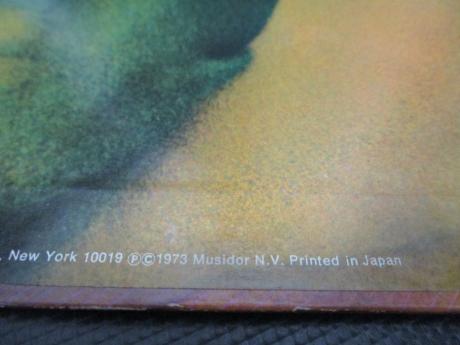 . New York 10019 ℗©1973 Musidor N.V. Printed in Japan